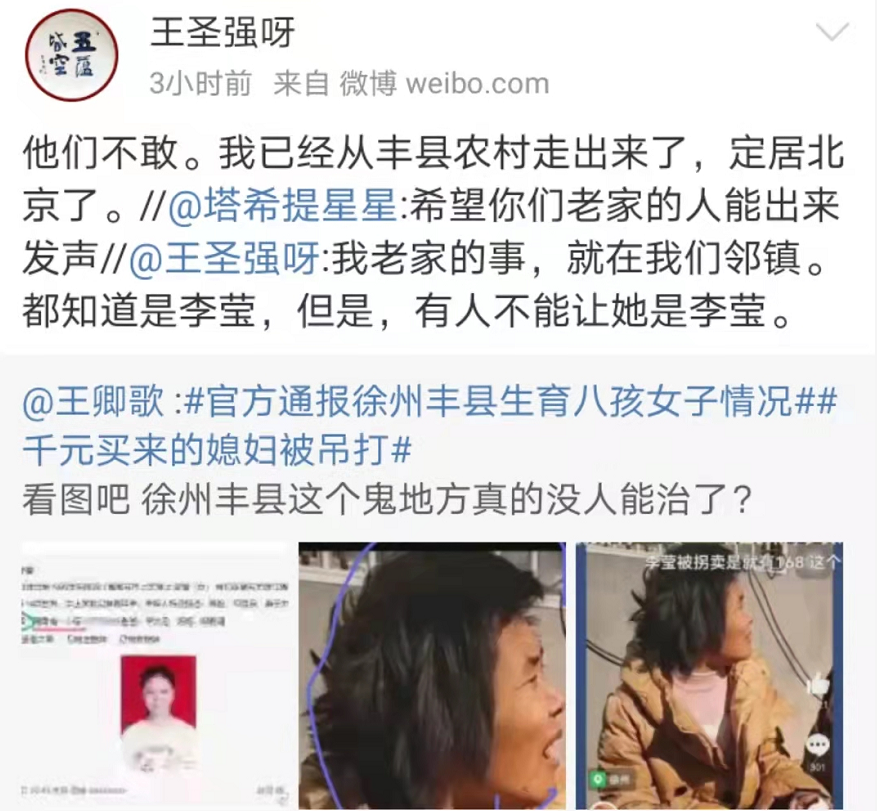 王圣强呀
3小时前 来自 微博 weibo.com
他们不敢。我已经从丰县农村走出来了，定居北
京了。//@塔希提星星:希望你们老家的人能出来
发声//@王圣强呀:我老家的事，就在我们邻镇。
都知道是李莹，但是，有人不能让她是李莹。
@王卿歌 :#官方通报徐州丰县生育八孩女子情况##
千元买来的媳妇被吊打#
看图吧 徐州丰县这个鬼地方真的没人能治了？
李莹被拐卖是就有168 这个